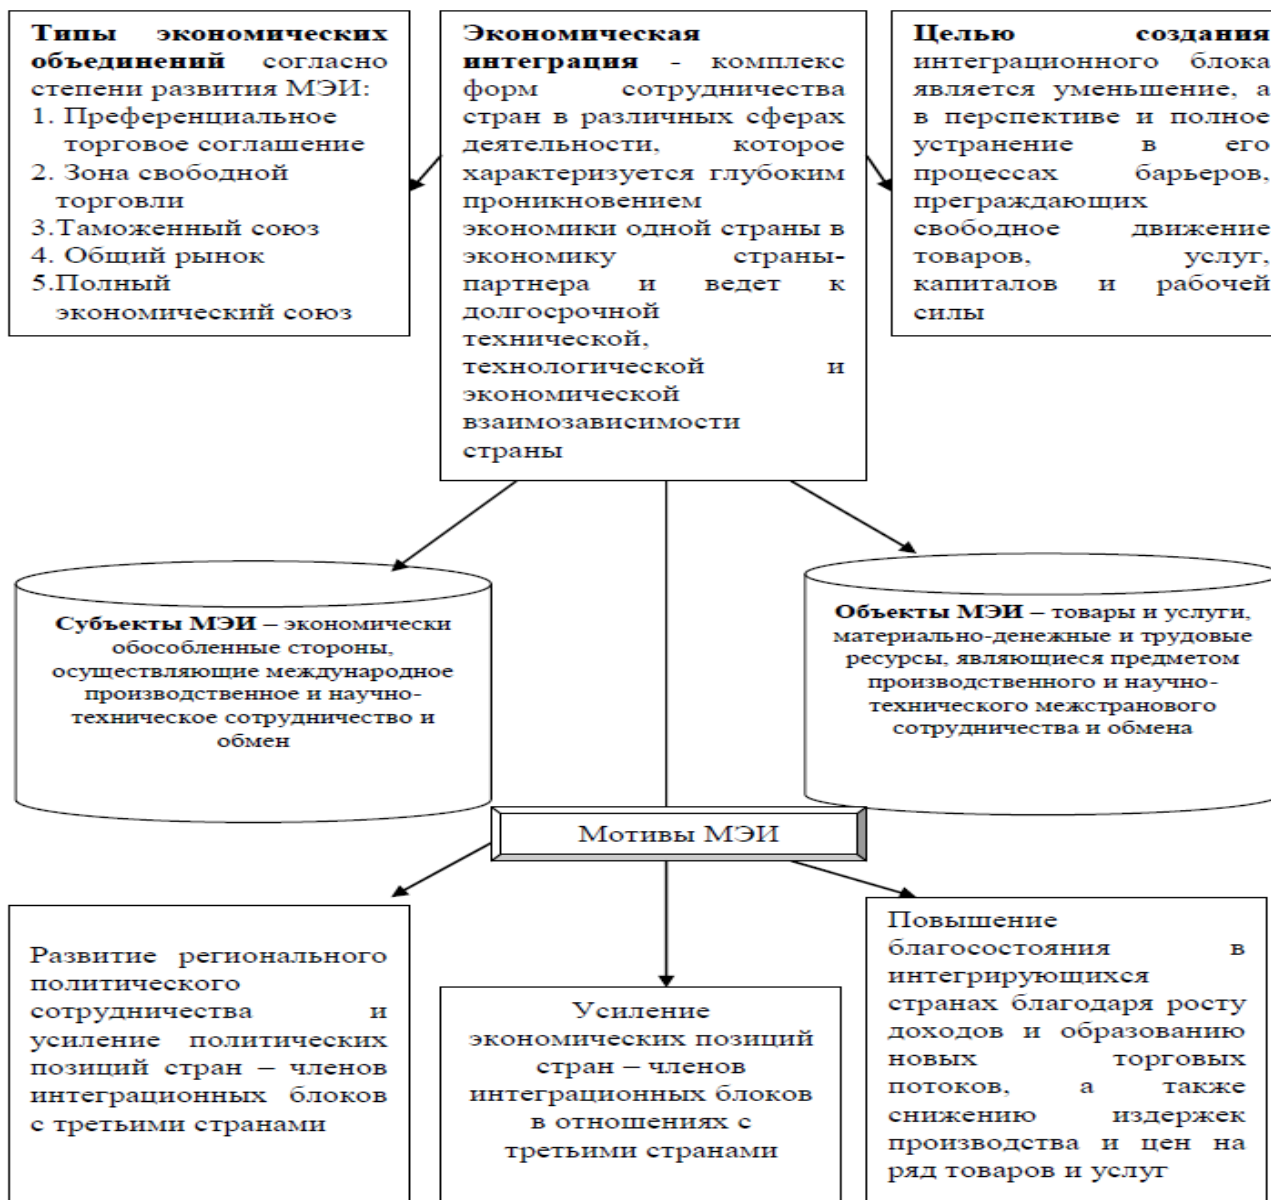 Типы экономических
объединений согласно
степени развития МЭИ:
1. Преференциальное
торговое соглашение
2. Зона свободной
торговли
3.Таможенный союз
4. Общий рынок
5.Полный
экономический союз
Экономическая
интеграция - комплекс
форм сотрудничества
стран в различных сферах
деятельности, которое
характеризуется глубоким
проникновением
экономики одной страны в
экономику страны-
партнера и ведет к
долгосрочной
технической,
технологической и
экономической
взаимозависимости
страны
Целью создания
интеграционного блока
является уменьшение, а
в перспективе и полное
устранение в его
процессах барьеров,
преграждающих
свободное движение
товаров, услуг,
капиталов и рабочей
силы
Субъекты МЭИ – экономически
обособленные стороны,
осуществляющие международное
производственное и научно-
техническое сотрудничество и
обмен
Объекты МЭИ – товары и услуги,
материально-денежные и трудовые
ресурсы, являющиеся предметом
производственного и научно-
технического межстранового
сотрудничества и обмена
Мотивы МЭИ
Развитие регионального
политического
сотрудничества и
усиление политических
позиций стран – членов
интеграционных блоков
с третьими странами
Усиление
экономических позиций
стран – членов
интеграционных блоков
в отношениях с
третьими странами
Повышение
благосостояния в
интегрирующихся
странах благодаря росту
доходов и образованию
новых торговых
потоков, а также
снижению издержек
производства и цен на
ряд товаров и услуг